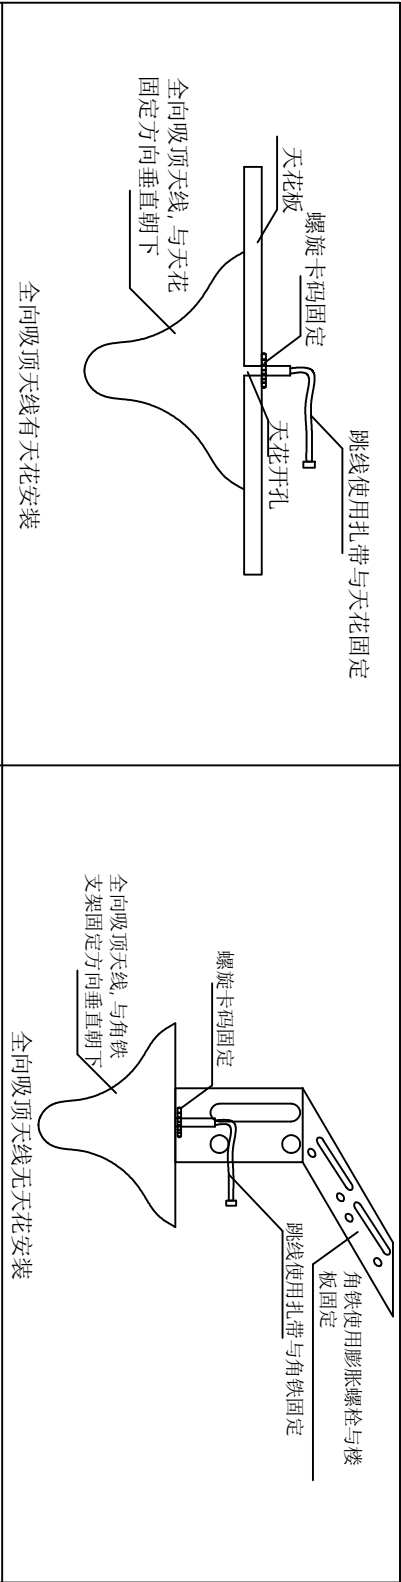 全向吸顶天线,与天花
固定方向垂直朝下
天花板
螺旋卡码固定
天花开孔
跳线使用扎带与天花固定
全向吸顶天线有天花安装
全向吸顶天线,与角铁
支架固定方向垂直朝下
螺旋卡码固定
跳线使用扎带与角铁固定
角铁使用膨胀螺栓与楼
板固定
全向吸顶天线无天花安装